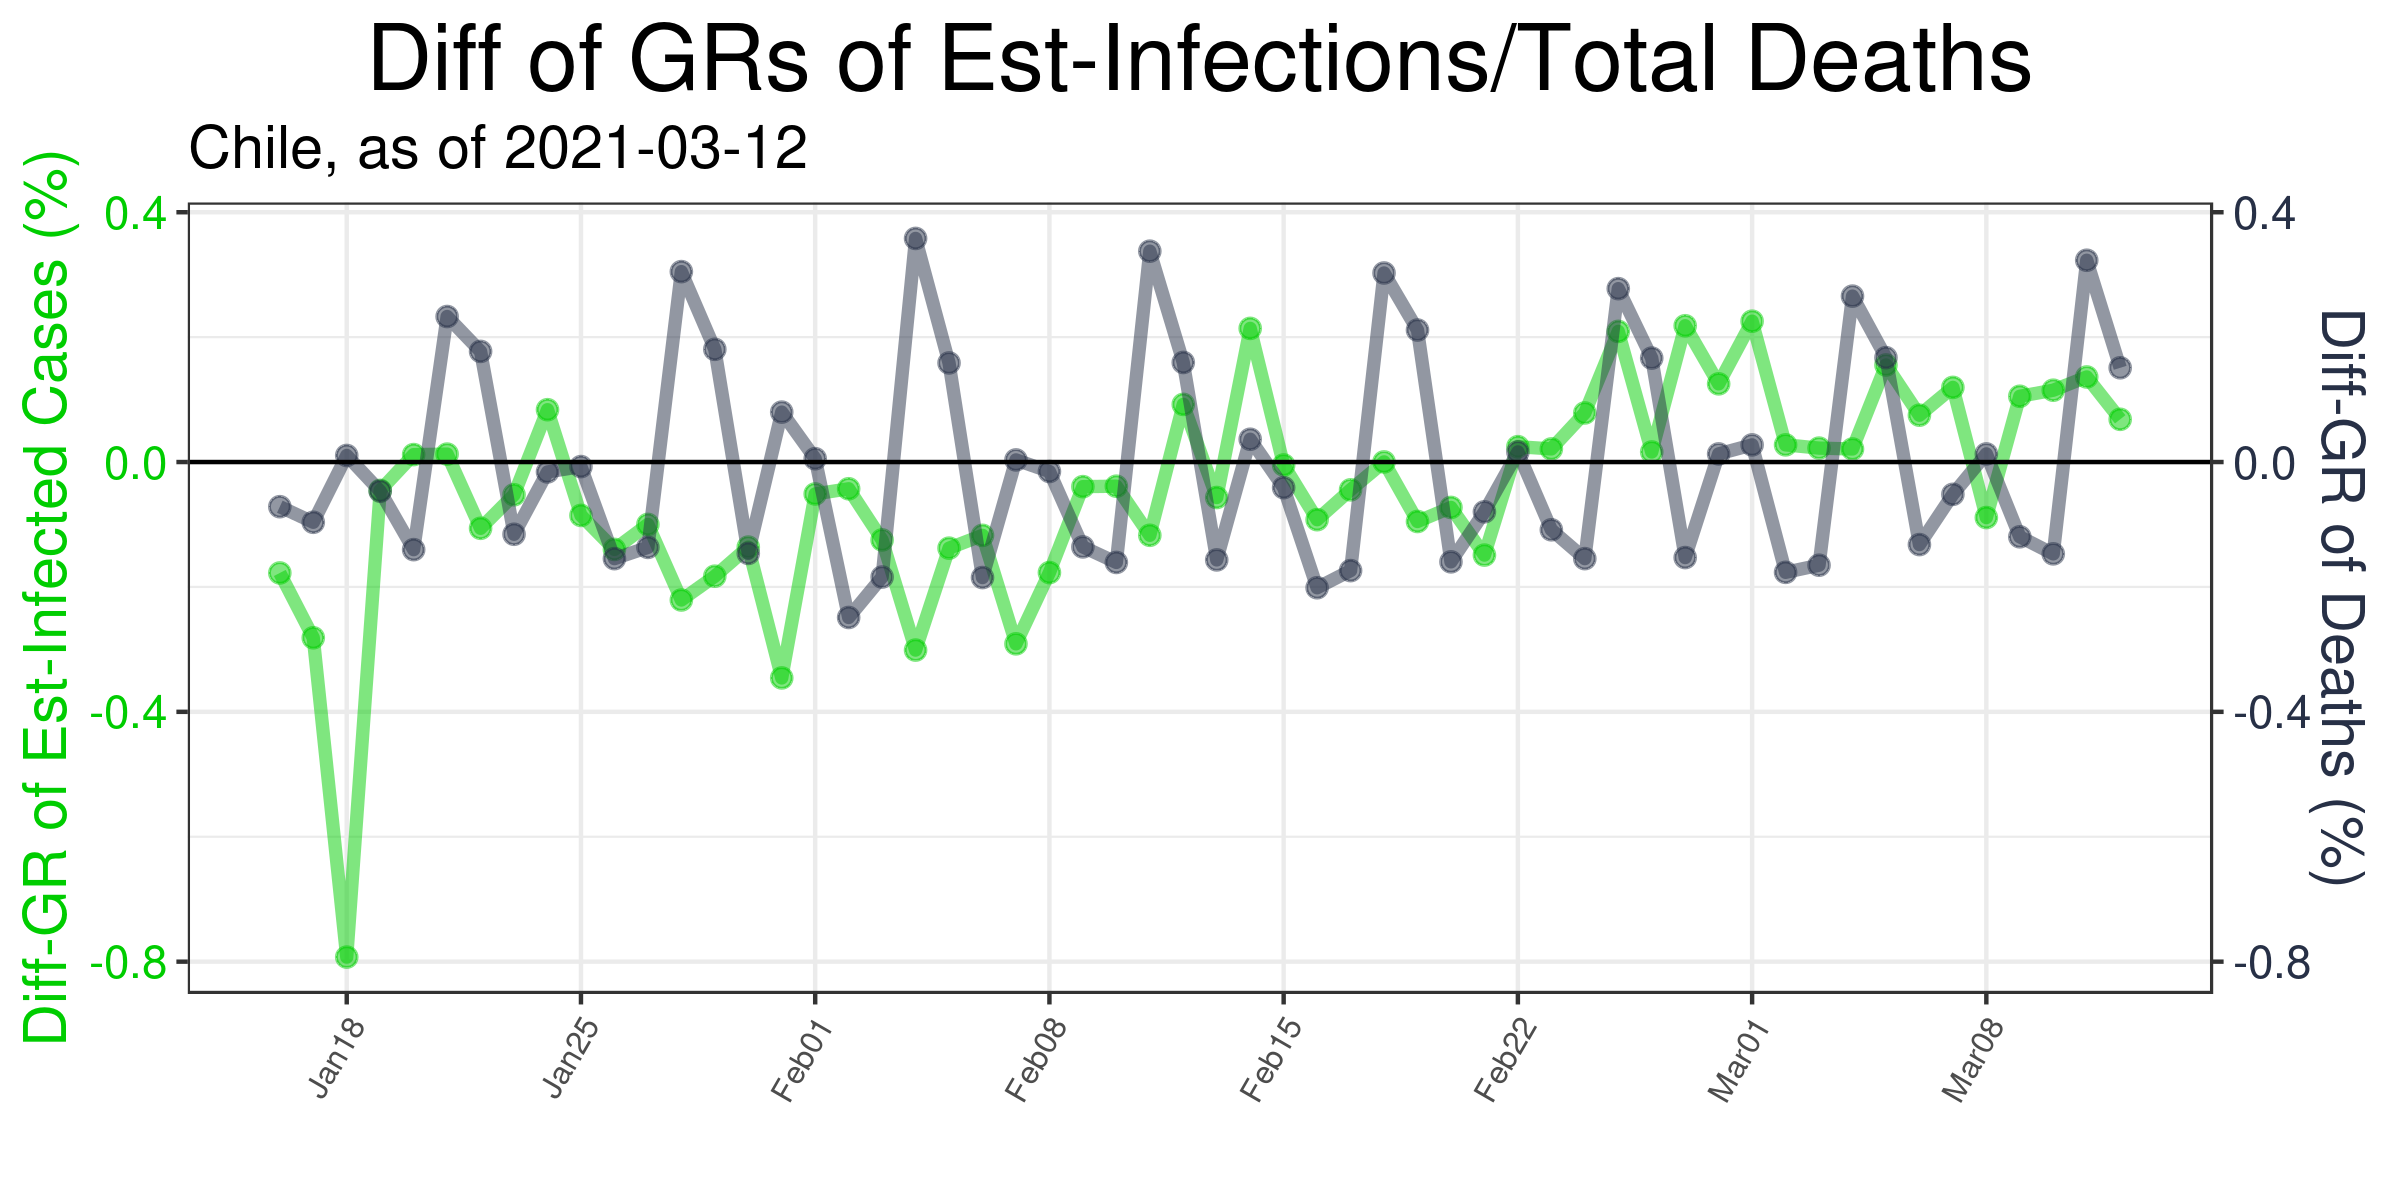 Diff of GRs of Est-Infections/Total Deaths
Chile, as of 2021-03-12
Diff-GR of Est-Infected Cases (%)
0.4
0.0
-0.4
-0.8
0.4
0.0
-0.4
-0.8
Diff-GR of Deaths (%)
Jan18
Jan25
Feb01
Feb08
Feb15
Feb22
Mar01
Mar08